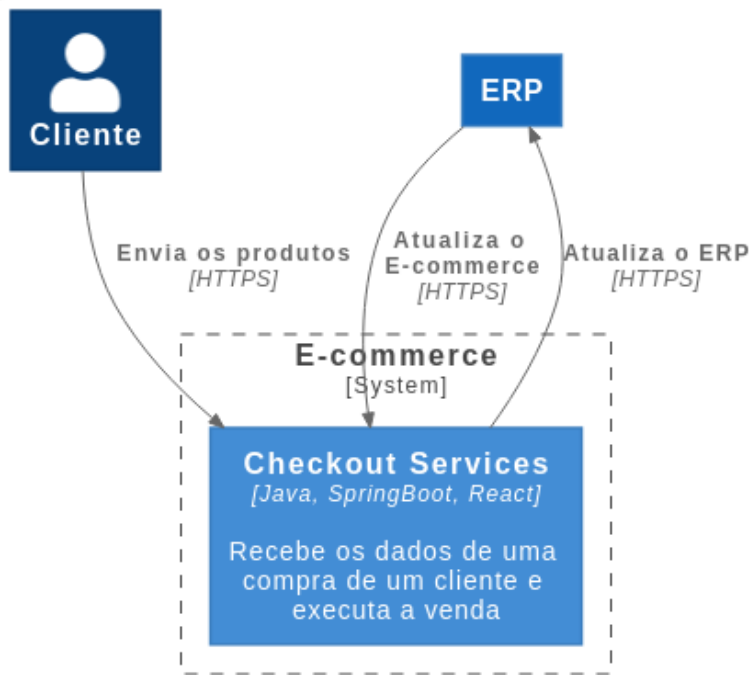 Cliente
ERP
Envia os produtos
[HTTPS]
Atualiza o
E-commerce
[HTTPS]
Atualiza o ERP
[HTTPS]
E-commerce
[System]
Checkout Services
[Java, SpringBoot, React]
Recebe os dados de uma
compra de um cliente e
executa a venda